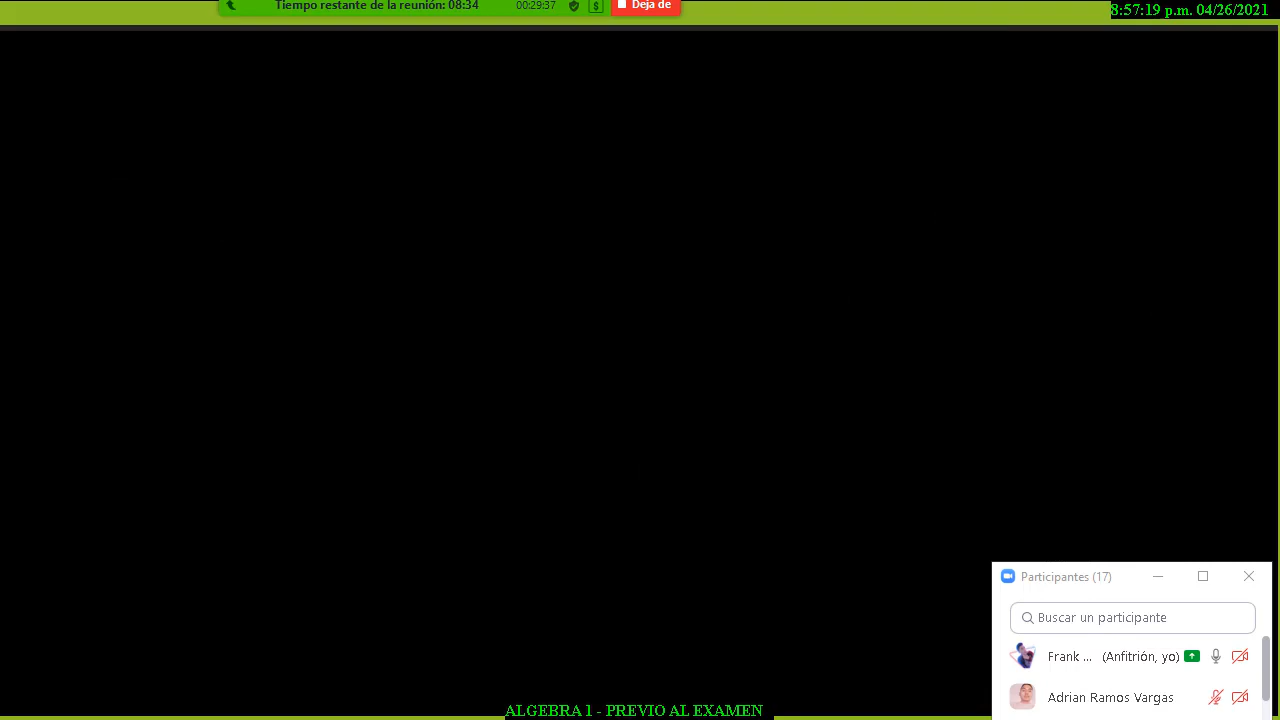 Tiempo restante de la reunión: 08:34 00:29:37 $ Deja de
8:57:19 p.m. 04/26/2021
Participantes (17)
Buscar un participante
Frank ... (Anfitrión, yo)
Adrian Ramos Vargas
ALGEBRA 1 - PREVIO AL EXAMEN